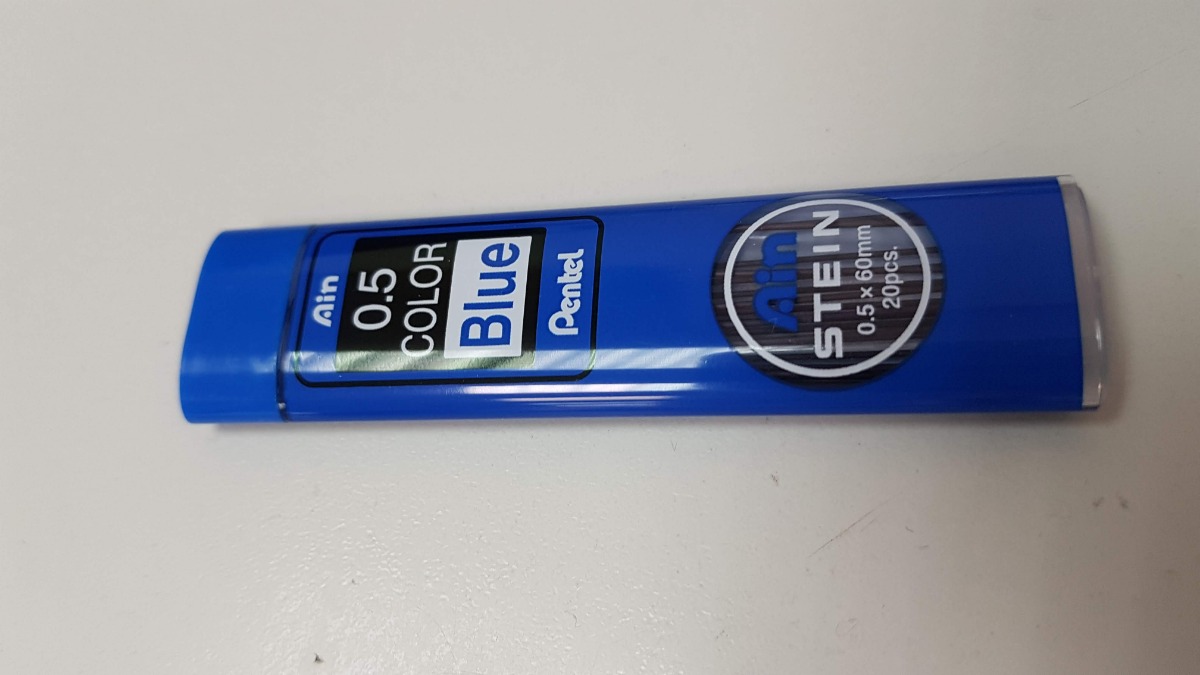 Ain
0.5
COLOR
Blue
Pentel
Ain
STEIN
0.5 x 60mm
20pcs.